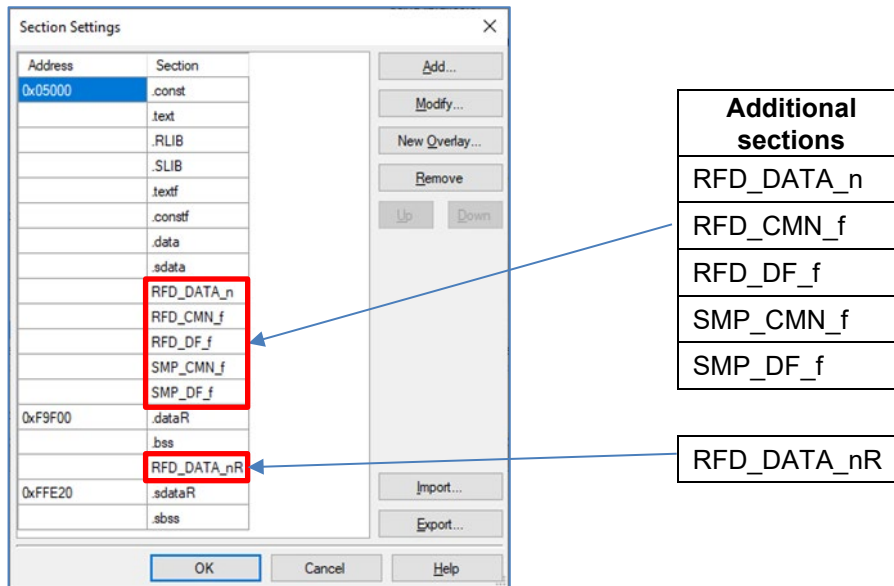 Section Settings
Address Section
0x05000 .const
.text
.RLIB
.SLIB
.textf
.constf
.data
.sdata
RFD_DATA_n
RFD_CMN_f
RFD_DF_f
SMP_CMN_f
SMP_DF_f
0xF9F00 .dataR
.bss
RFD_DATA_nR
0xFFE20 .sdataR
.sbss
Add...
Modify...
New Overlay...
Remove
Up Down
Import...
Export...
OK Cancel Help
Additional
sections
RFD_DATA_n
RFD_CMN_f
RFD_DF_f
SMP_CMN_f
SMP_DF_f
RFD_DATA_nR